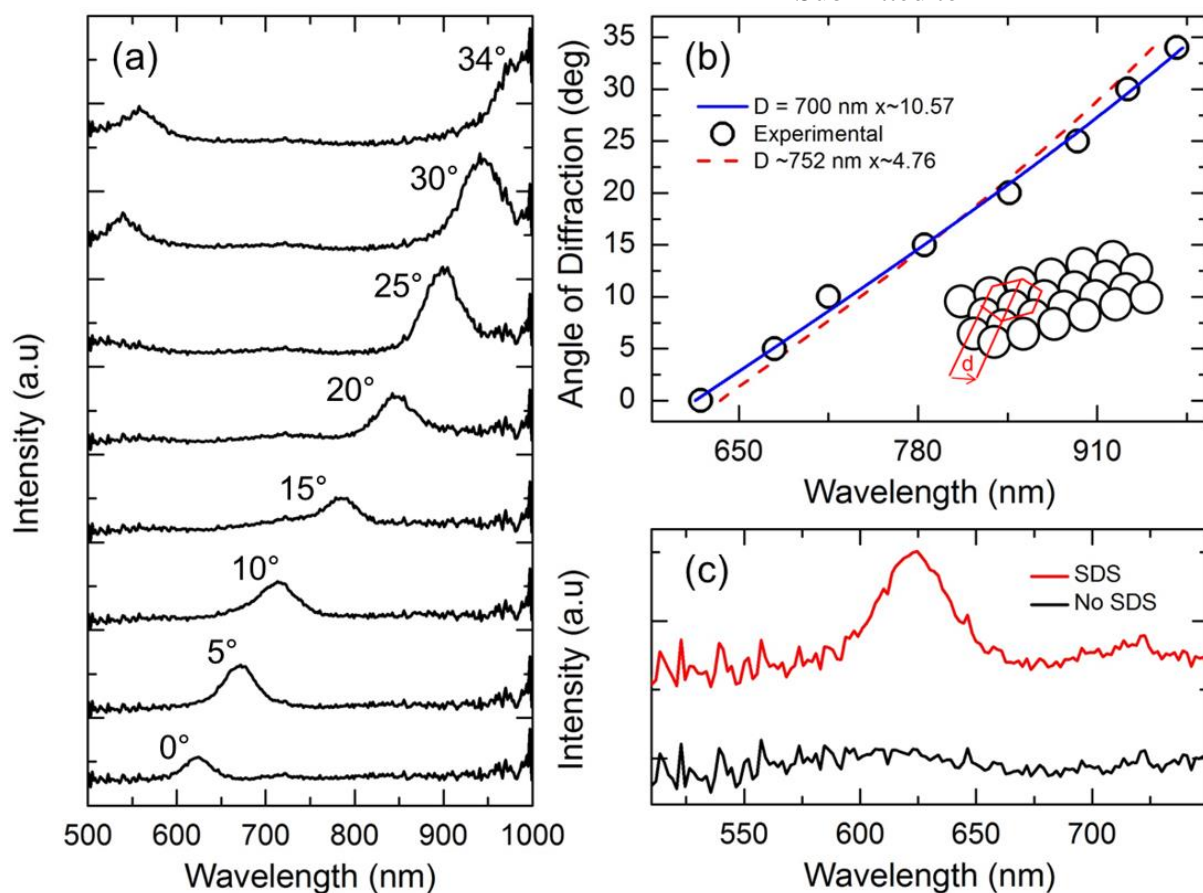 (a)
34°
30°
25°
20°
15°
10°
5°
0°
Intensity (a.u)
500 600 700 800 900 1000
Wavelength (nm)
(b)
D = 700 nm x~10.57
Experimental
D ~752 nm x~4.76
d
35
30
25
20
15
10
5
0
Angle of Diffraction (deg)
650 780 910
Wavelength (nm)
(c)
SDS
No SDS
Intensity (a.u)
550 600 650 700
Wavelength (nm)